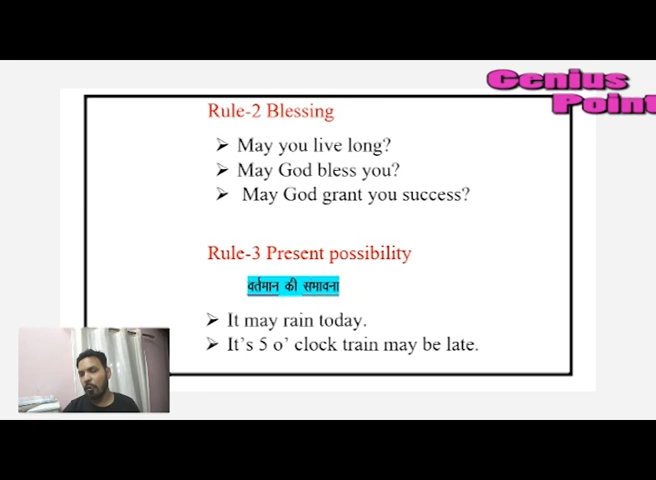 Genius
Point
Rule-2 Blessing
➢ May you live long?
➢ May God bless you?
➢ May God grant you success?
Rule-3 Present possibility
वर्तमान की समावना
➢ It may rain today.
➢ It's 5 o' clock train may be late.